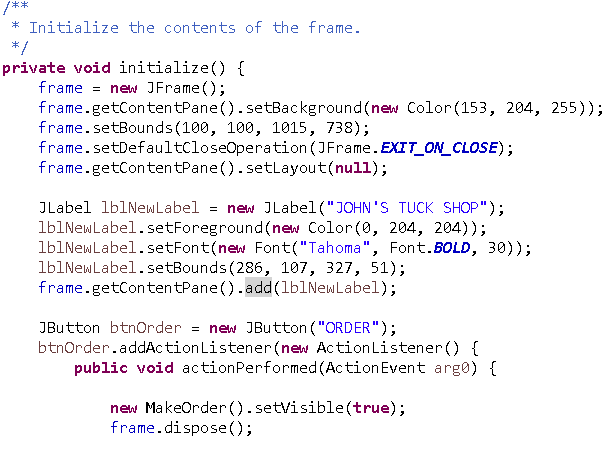 /**
 * Initialize the contents of the frame.
 */
private void initialize() {
    frame = new JFrame();
    frame.getContentPane().setBackground(new Color(153, 204, 255));
    frame.setBounds(100, 100, 1015, 738);
    frame.setDefaultCloseOperation(JFrame.EXIT_ON_CLOSE);
    frame.getContentPane().setLayout(null);

    JLabel lblNewLabel = new JLabel("JOHN'S TUCK SHOP");
    lblNewLabel.setForeground(new Color(0, 204, 204));
    lblNewLabel.setFont(new Font("Tahoma", Font.BOLD, 30));
    lblNewLabel.setBounds(286, 107, 327, 51);
    frame.getContentPane().add(lblNewLabel);

    JButton btnOrder = new JButton("ORDER");
    btnOrder.addActionListener(new ActionListener() {
        public void actionPerformed(ActionEvent arg0) {

            new MakeOrder().setVisible(true);
            frame.dispose();